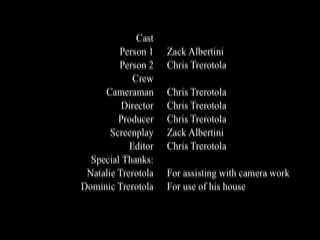 Cast
Person 1 Zack Albertini
Person 2 Chris Trerotola
Crew
Cameraman Chris Trerotola
Director Chris Trerotola
Producer Chris Trerotola
Screenplay Zack Albertini
Editor Chris Trerotola
Special Thanks:
Natalie Trerotola For assisting with camera work
Dominic Trerotola For use of his house